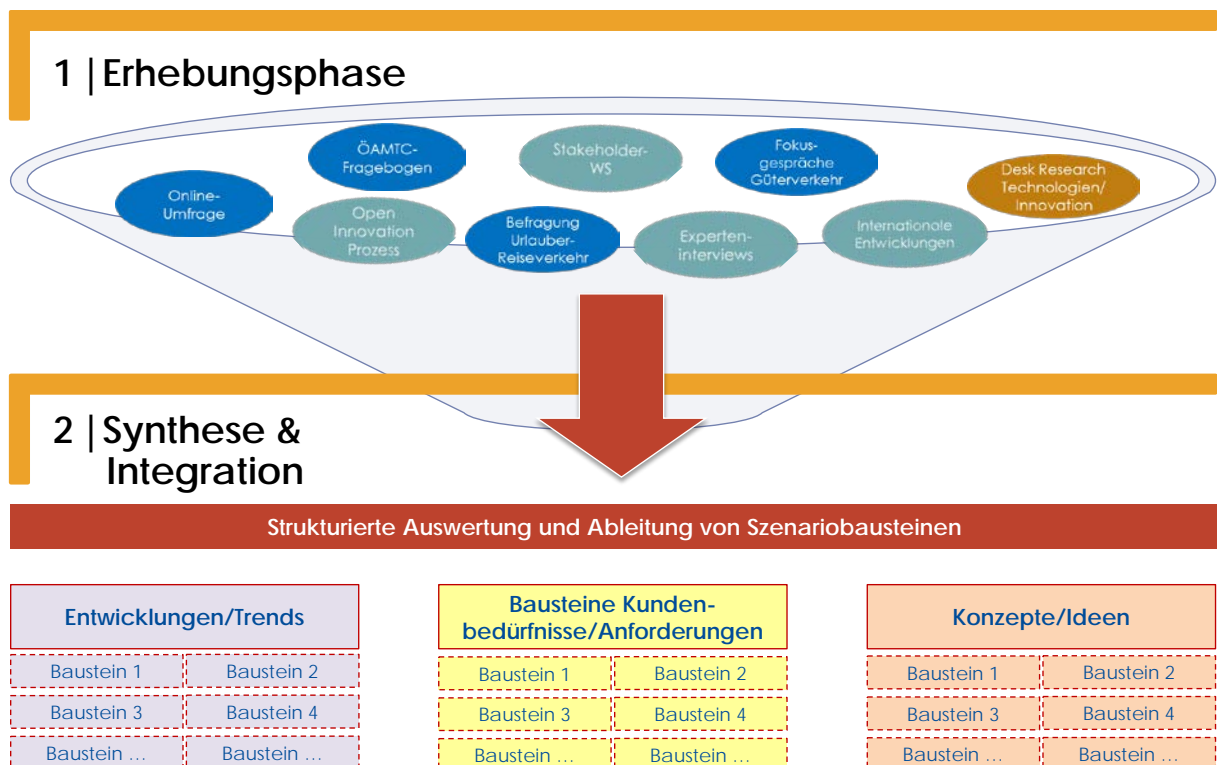 1 | Erhebungsphase
ÖAMTC-
Fragebogen
Stakeholder-
WS
Fokus-
gespräche
Güterverkehr
Desk Research
Technologien/
Innovation
Online-
Umfrage
Open
Innovation
Prozess
Befragung
Urlauber-
Reiseverkehr
Experten-
interviews
Internationale
Entwicklungen
2 | Synthese &
Integration
Strukturierte Auswertung und Ableitung von Szenariobausteinen
Entwicklungen/Trends
Baustein 1 Baustein 2
Baustein 3 Baustein 4
Baustein ... Baustein ...
Bausteine Kunden-
bedürfnisse/Anforderungen
Baustein 1 Baustein 2
Baustein 3 Baustein 4
Baustein ... Baustein ...
Konzepte/Ideen
Baustein 1 Baustein 2
Baustein 3 Baustein 4
Baustein ... Baustein ...